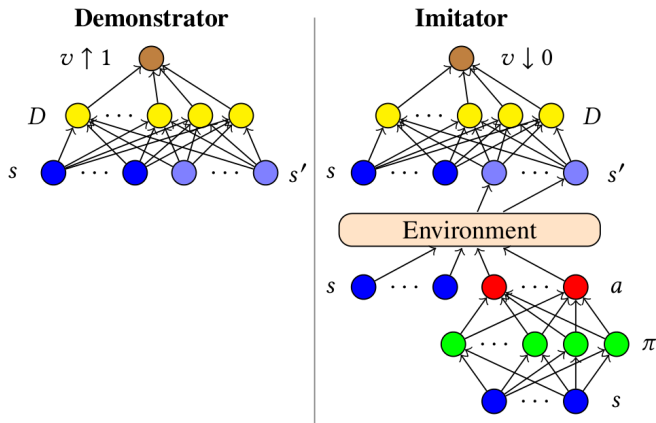 Demonstrator
v ↑ 1
D
· · ·
s
· · ·
· · ·
s′
Imitator
v ↓ 0
· · ·
D
s
· · ·
· · ·
s′
Environment
s
· · ·
· · ·
a
· · ·
π
· · ·
s